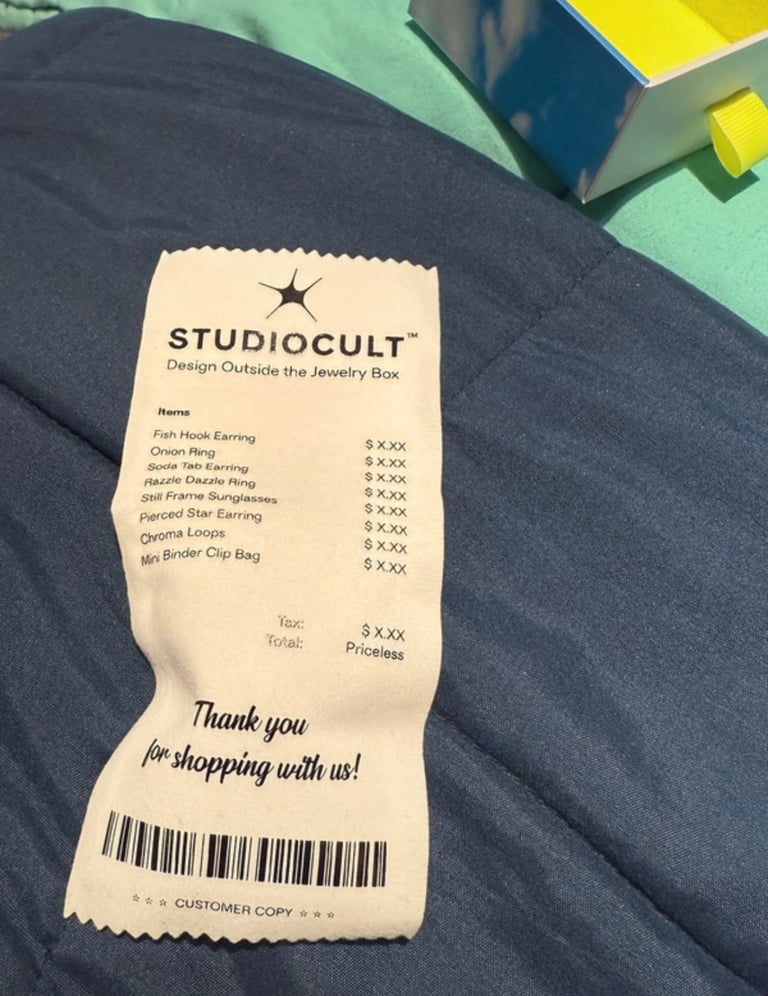 STUDIOCULT™
Design Outside the Jewelry Box
Items
Fish Hook Earring $ X.XX
Onion Ring $ X.XX
Soda Tab Earring $ X.XX
Razzle Dazzle Ring $ X.XX
Still Frame Sunglasses $ X.XX
Pierced Star Earring $ X.XX
Chroma Loops $ X.XX
Mini Binder Clip Bag $ X.XX
Tax: $ X.XX
Total: Priceless
Thank you
for shopping with us!
☆ ☆ ☆ CUSTOMER COPY ☆ ☆ ☆